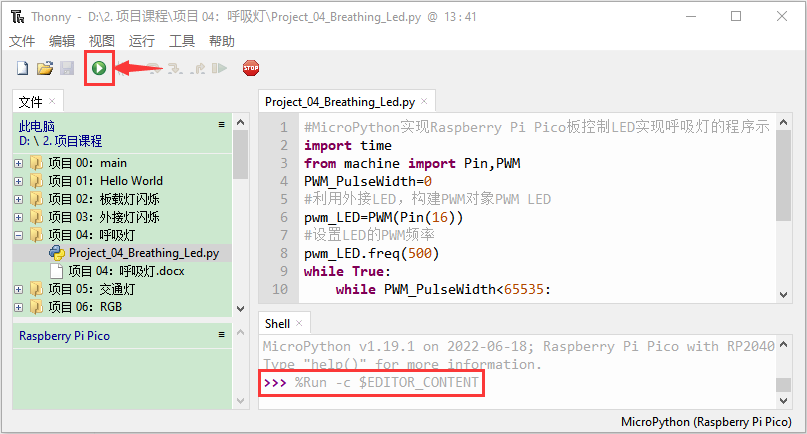 Thonny - D:\2. 项目课程\项目 04：呼吸灯\Project_04_Breathing_Led.py @ 13 : 41
文件 编辑 视图 运行 工具 帮助
STOP
文件
此电脑
D: \ 2. 项目课程
项目 00：main
项目 01：Hello World
项目 02：板载灯闪烁
项目 03：外接灯闪烁
项目 04：呼吸灯
Project_04_Breathing_Led.py
项目 04：呼吸灯.docx
项目 05：交通灯
项目 06：RGB
Raspberry Pi Pico
Project_04_Breathing_Led.py
1 #MicroPython实现Raspberry Pi Pico板控制LED实现呼吸灯的程序示
2 import time
3 from machine import Pin,PWM
4 PWM_PulseWidth=0
5 #利用外接LED，构建PWM对象PWM LED
6 pwm_LED=PWM(Pin(16))
7 #设置LED的PWM频率
8 pwm_LED.freq(500)
9 while True:
10 while PWM_PulseWidth<65535:
Shell
MicroPython v1.19.1 on 2022-06-18; Raspberry Pi Pico with RP2040
Type "help()" for more information.
>>> %Run -c $EDITOR_CONTENT
MicroPython (Raspberry Pi Pico)